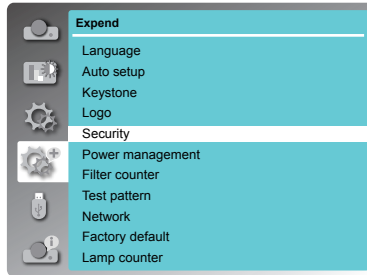 Expend
Language
Auto setup
Keystone
Logo
Security
Power management
Filter counter
Test pattern
Network
Factory default
Lamp counter